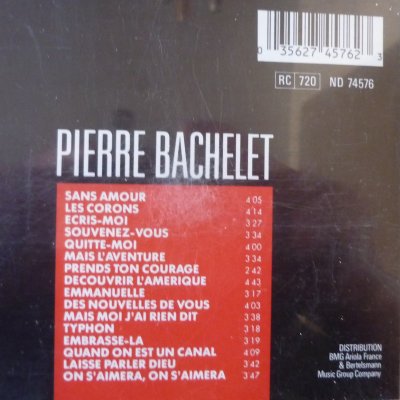 0 35627 45762 3
RC 720 ND 74576
PIERRE BACHELET
SANS AMOUR 4'05
LES CORONS 4'14
ECRIS-MOI 3'27
SOUVENEZ-VOUS 3'34
QUITTE-MOI 4'00
MAIS L'AVENTURE 3'34
PRENDS TON COURAGE 2'42
DECOUVRIR L'AMERIQUE 4'43
EMMANUELLE 3'17
DES NOUVELLES DE VOUS 4'03
MAIS MOI J'AI RIEN DIT 3'38
TYPHON 3'18
EMBRASSE-LA 3'19
QUAND ON EST UN CANAL 4'09
LAISSE PARLER DIEU 3'42
ON S'AIMERA, ON S'AIMERA 3'47
DISTRIBUTION
BMG Ariola France
& Bertelsmann
Music Group Company